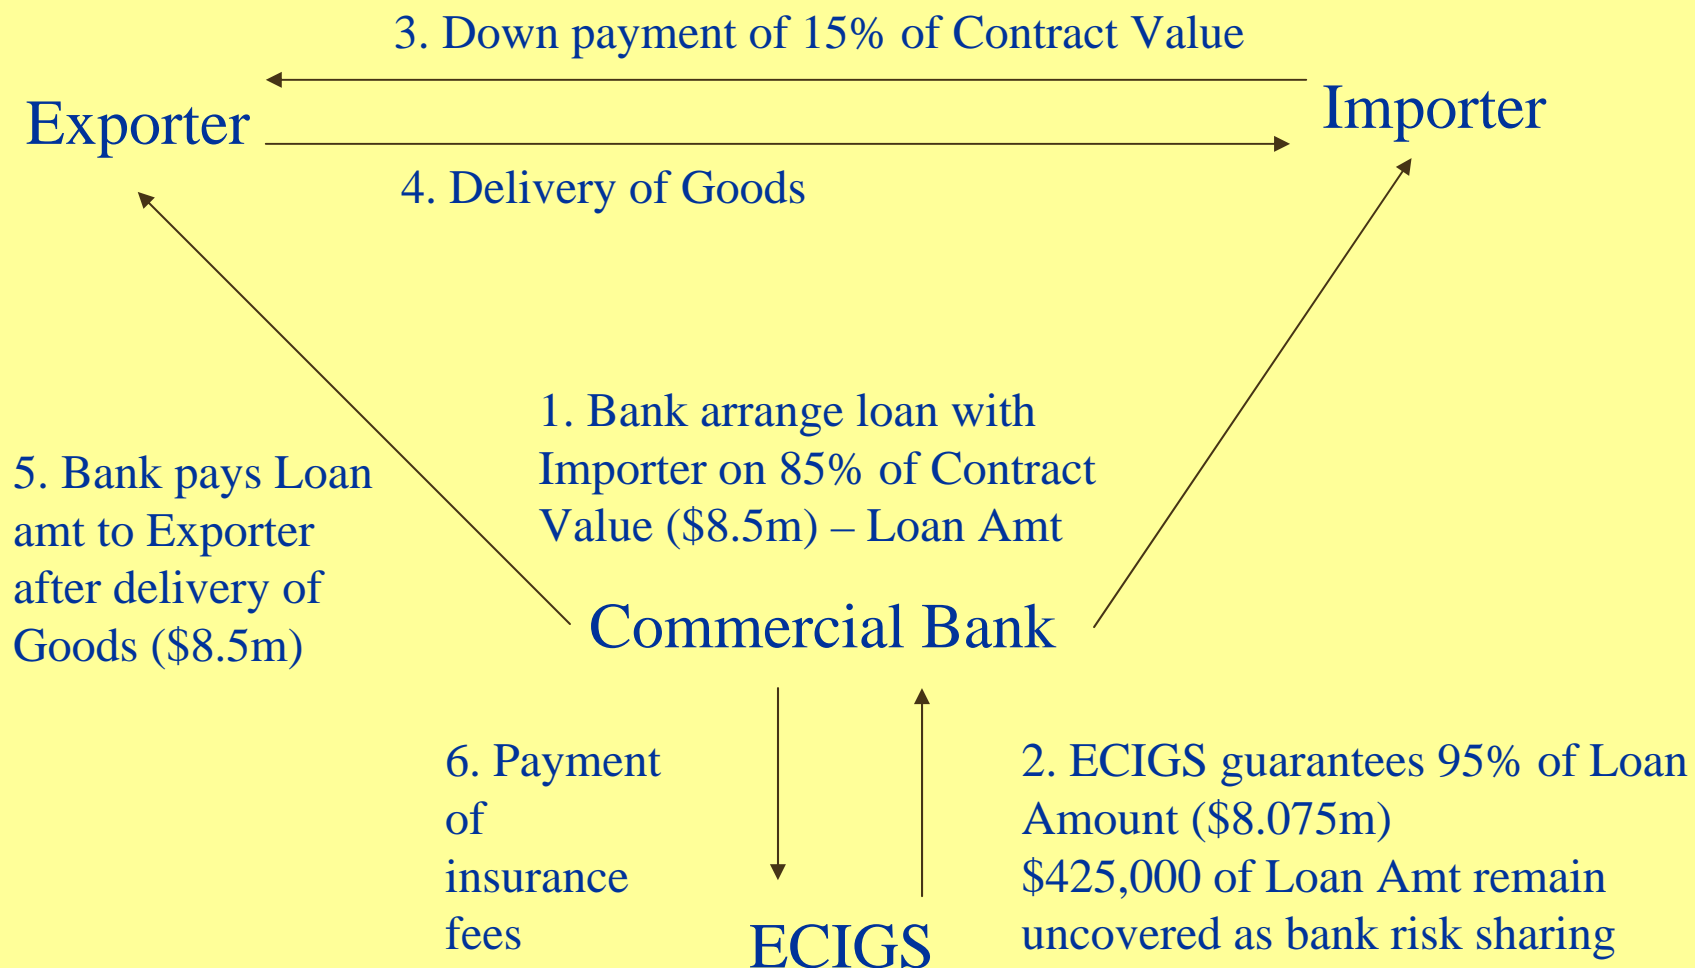 3. Down payment of 15% of Contract Value
Exporter
Importer
4. Delivery of Goods
1. Bank arrange loan with
Importer on 85% of Contract
Value ($8.5m) – Loan Amt
5. Bank pays Loan
amt to Exporter
after delivery of
Goods ($8.5m)
Commercial Bank
6. Payment
of
insurance
fees
2. ECIGS guarantees 95% of Loan
Amount ($8.075m)
$425,000 of Loan Amt remain
uncovered as bank risk sharing
ECIGS